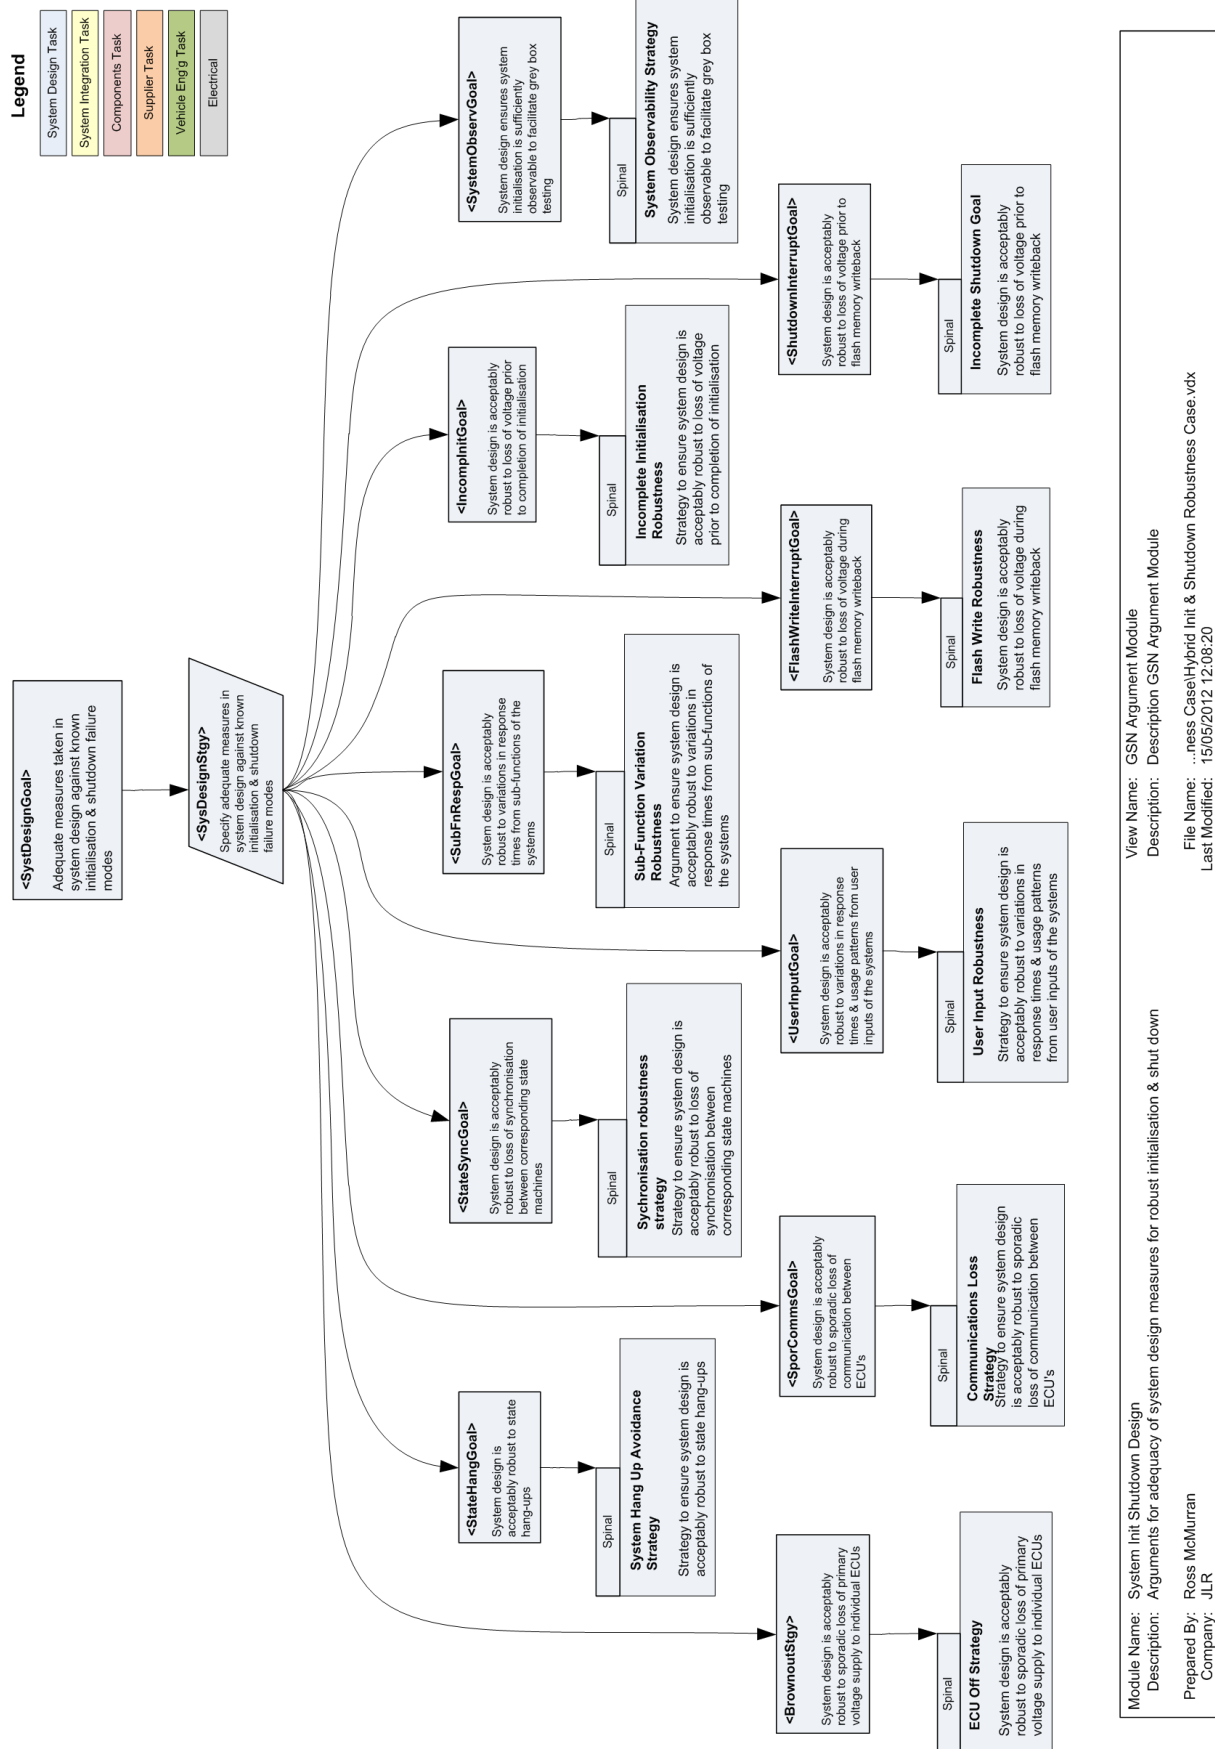 Legend
System Design Task
System Integration Task
Components Task
Supplier Task
Vehicle Eng'g Task
Electrical
<SystDesignGoal>
Adequate measures taken in
system design against known
initialisation & shutdown failure
modes
<SysDesignStgy>
Specify adequate measures in
system design against known
initialisation & shutdown
failure modes
<StateHangGoal>
System design is
acceptably robust to state
hang-ups
Spinal
System Hang Up Avoidance
Strategy
Strategy to ensure system design is
acceptably robust to state hang-ups
<StateSyncGoal>
System design is acceptably
robust to loss of synchronisation
between corresponding state
machines
Spinal
Sychronisation robustness
strategy
Strategy to ensure system design is
acceptably robust to loss of
synchronisation between
corresponding state machines
<SubFnRespGoal>
System design is acceptably
robust to variations in response
times from sub-functions of the
systems
Spinal
Sub-Function Variation
Robustness
Argument to ensure system design is
acceptably robust to variations in
response times from sub-functions of
the systems
<IncompInitGoal>
System design is acceptably
robust to loss of voltage prior
to completion of initialisation
Spinal
Incomplete Initialisation
Robustness
Strategy to ensure system design is
acceptably robust to loss of voltage
prior to completion of initialisation
<SystemObservGoal>
System design ensures system
initialisation is sufficiently
observable to facilitate grey box
testing
Spinal
System Observability Strategy
System design ensures system
initialisation is sufficiently
observable to facilitate grey box
testing
<BrownoutStgy>
System design is acceptably
robust to sporadic loss of primary
voltage supply to individual ECUs
Spinal
ECU Off Strategy
System design is acceptably
robust to sporadic loss of primary
voltage supply to individual ECUs
<SporCommsGoal>
System design is acceptably
robust to sporadic loss of
communication between
ECU's
Spinal
Communications Loss
Strategy
Strategy to ensure system design
is acceptably robust to sporadic
loss of communication between
ECU's
<UserInputGoal>
System design is acceptably
robust to variations in response
times & usage patterns from user
inputs of the systems
Spinal
User Input Robustness
Strategy to ensure system design is
acceptably robust to variations in
response times & usage patterns
from user inputs of the systems
<FlashWriteInterruptGoal>
System design is acceptably
robust to loss of voltage during
flash memory writeback
Spinal
Flash Write Robustness
System design is acceptably
robust to loss of voltage during
flash memory writeback
<ShutdownInterruptGoal>
System design is acceptably
robust to loss of voltage prior to
flash memory writeback
Spinal
Incomplete Shutdown Goal
System design is acceptably
robust to loss of voltage prior to
flash memory writeback
Module Name: System Init Shutdown Design
Description: Arguments for adequacy of system design measures for robust initialisation & shut down
Prepared By: Ross McMurran
Company: JLR
View Name: GSN Argument Module
Description: Description GSN Argument Module
File Name: ...ness Case\Hybrid Init & Shutdown Robustness Case.vdx
Last Modified: 15/05/2012 12:08:20